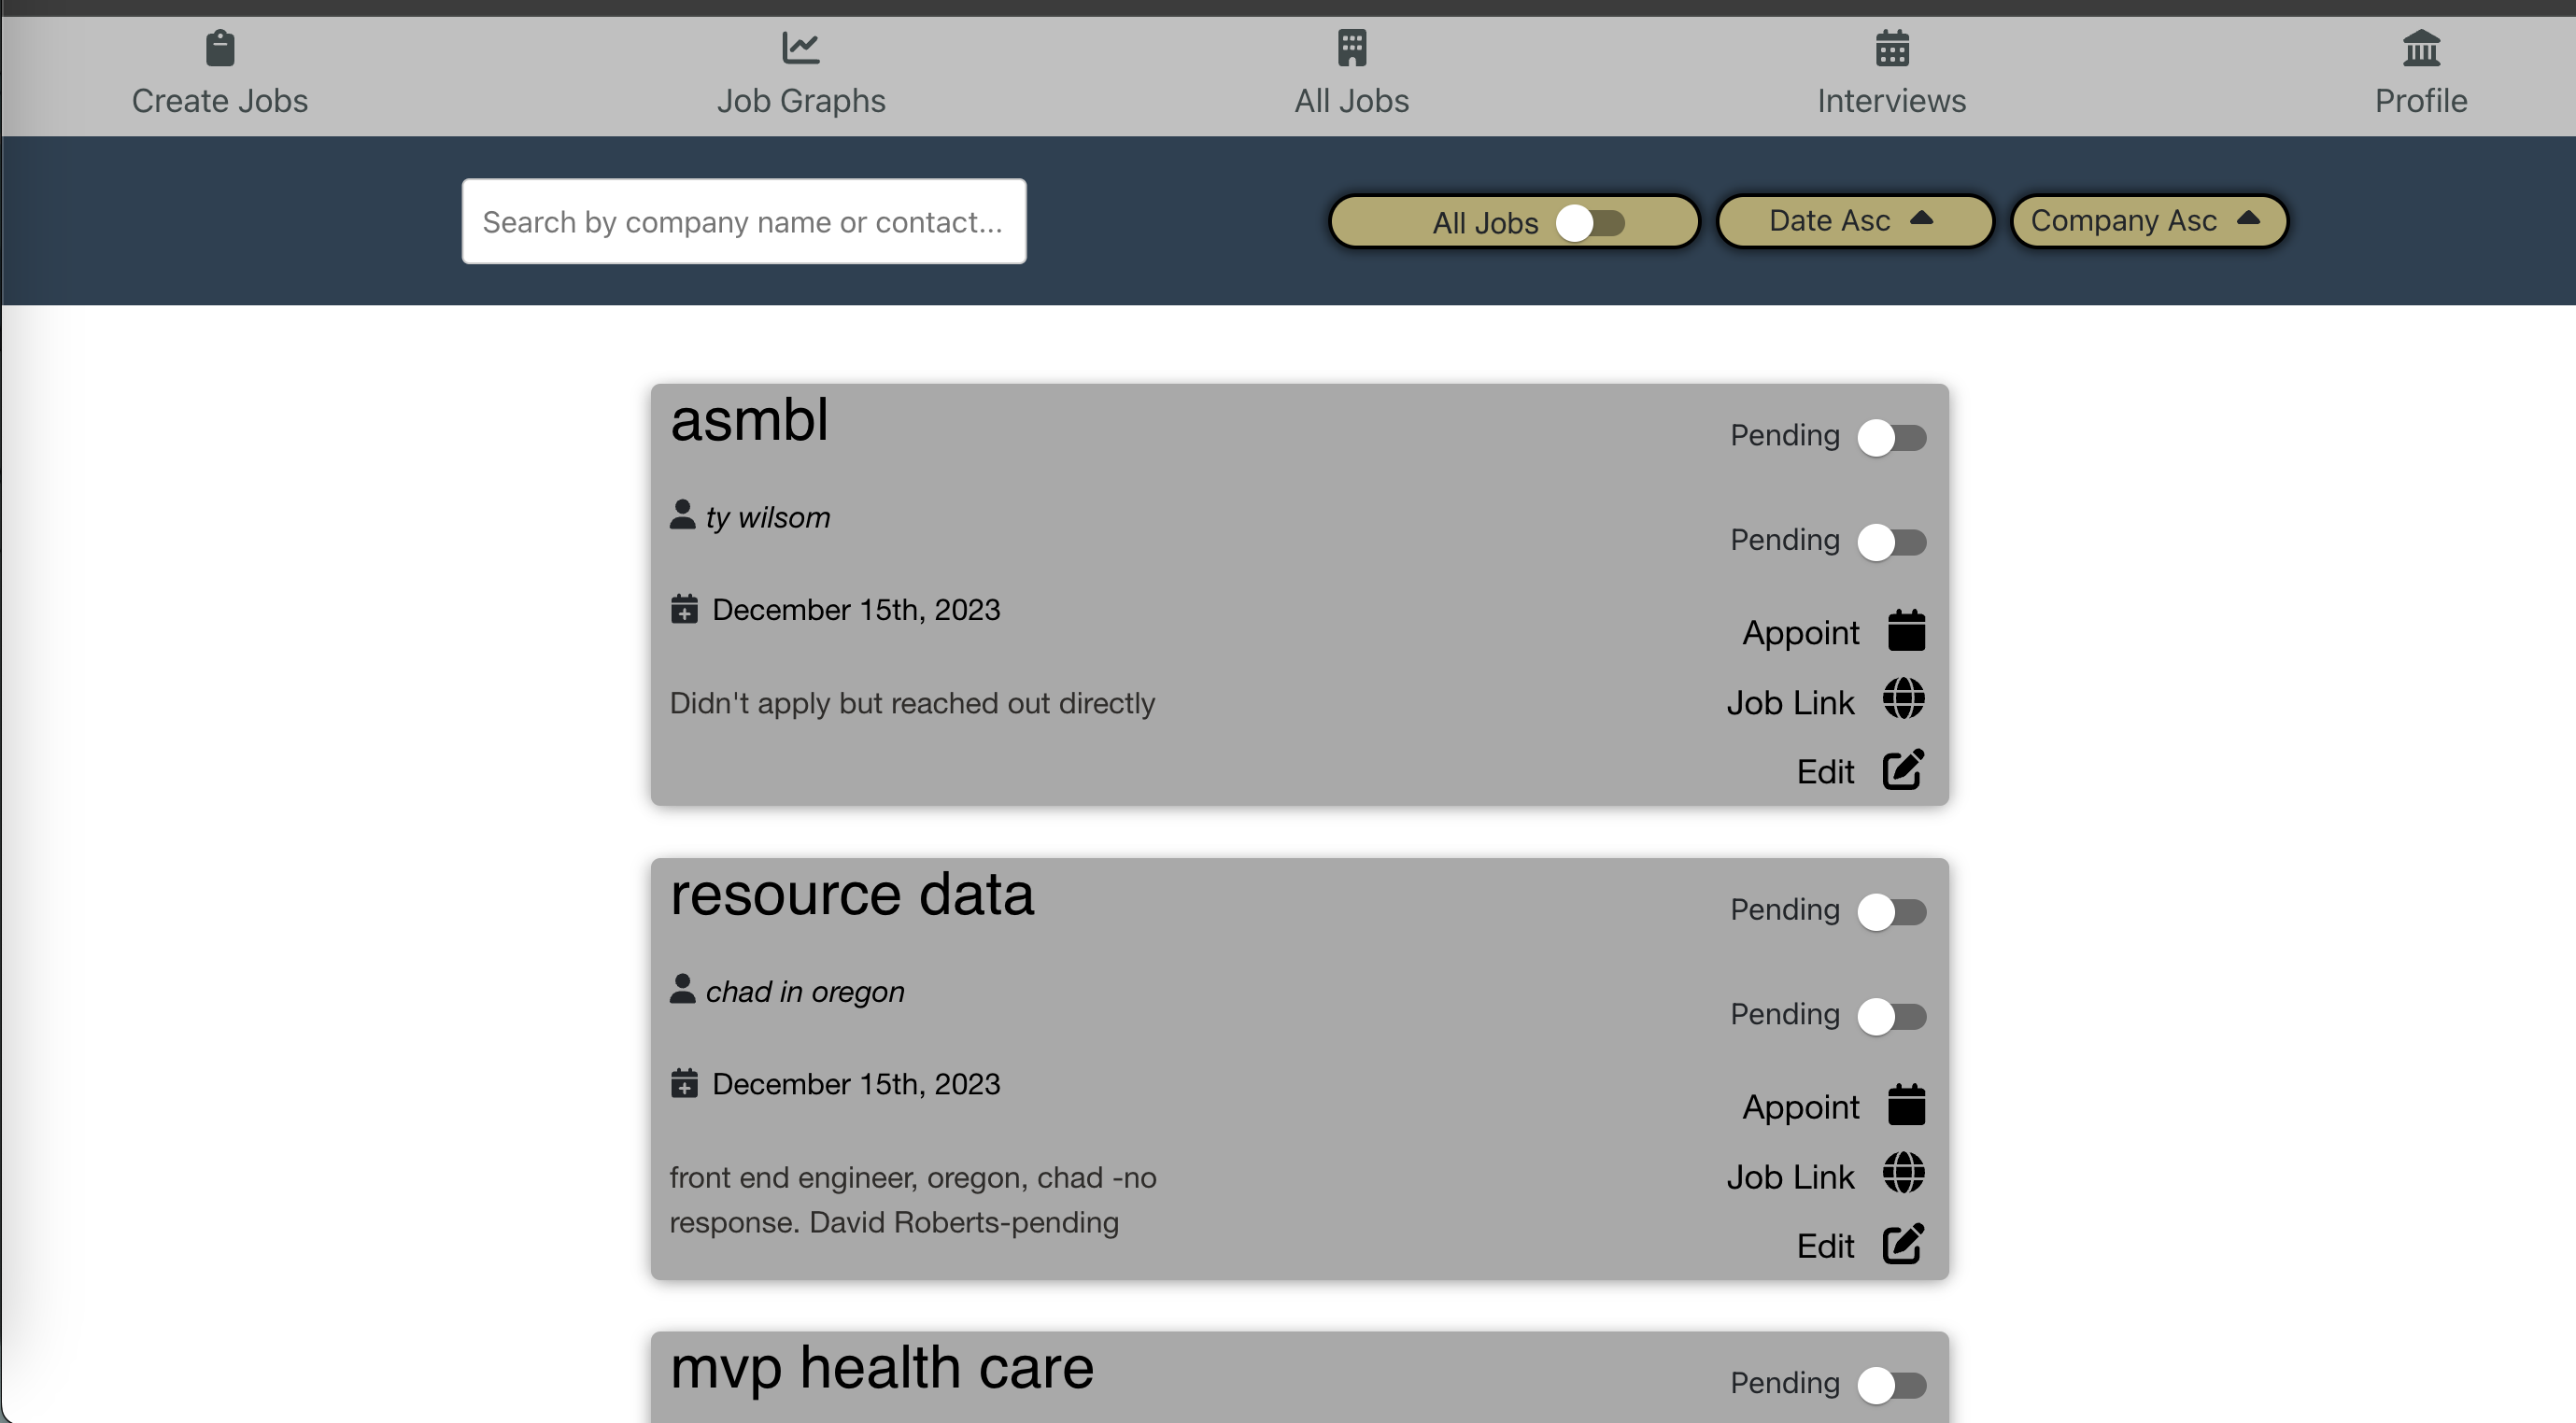 Create Jobs
Job Graphs
All Jobs
Interviews
Profile
Search by company name or contact...
All Jobs
Date Asc
Company Asc
asmbl
Pending
ty wilsom
Pending
December 15th, 2023
Appoint
Didn't apply but reached out directly
Job Link
Edit
resource data
Pending
chad in oregon
Pending
December 15th, 2023
Appoint
front end engineer, oregon, chad -no
response. David Roberts-pending
Job Link
Edit
mvp health care
Pending